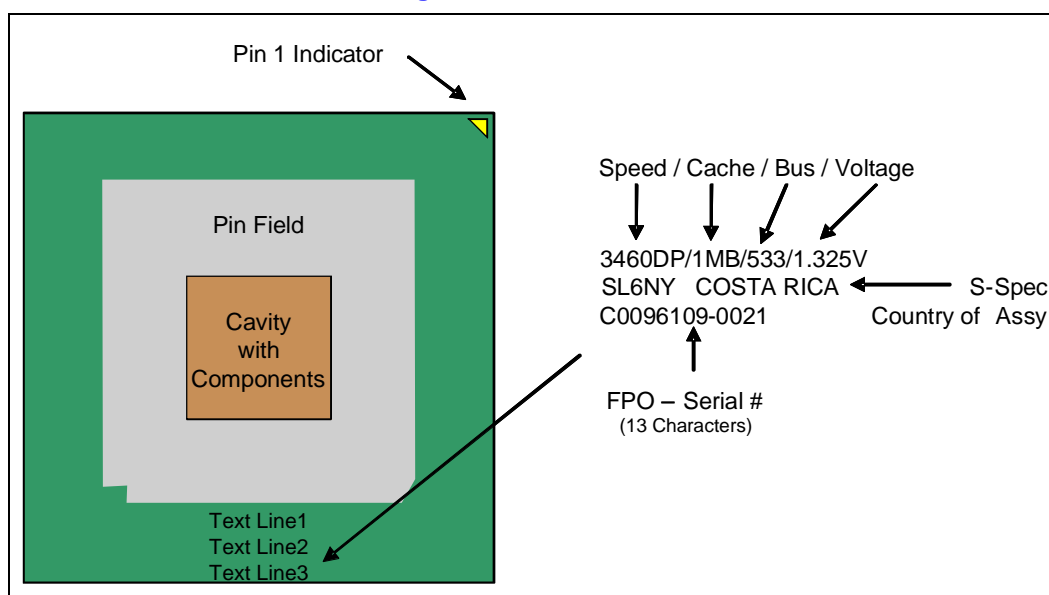 Pin 1 Indicator
Pin Field
Cavity
with
Components
Text Line1
Text Line2
Text Line3
Speed / Cache / Bus / Voltage
3460DP/1MB/533/1.325V
SL6NY COSTA RICA
C0096109-0021
S-Spec
Country of Assy
FPO – Serial #
(13 Characters)